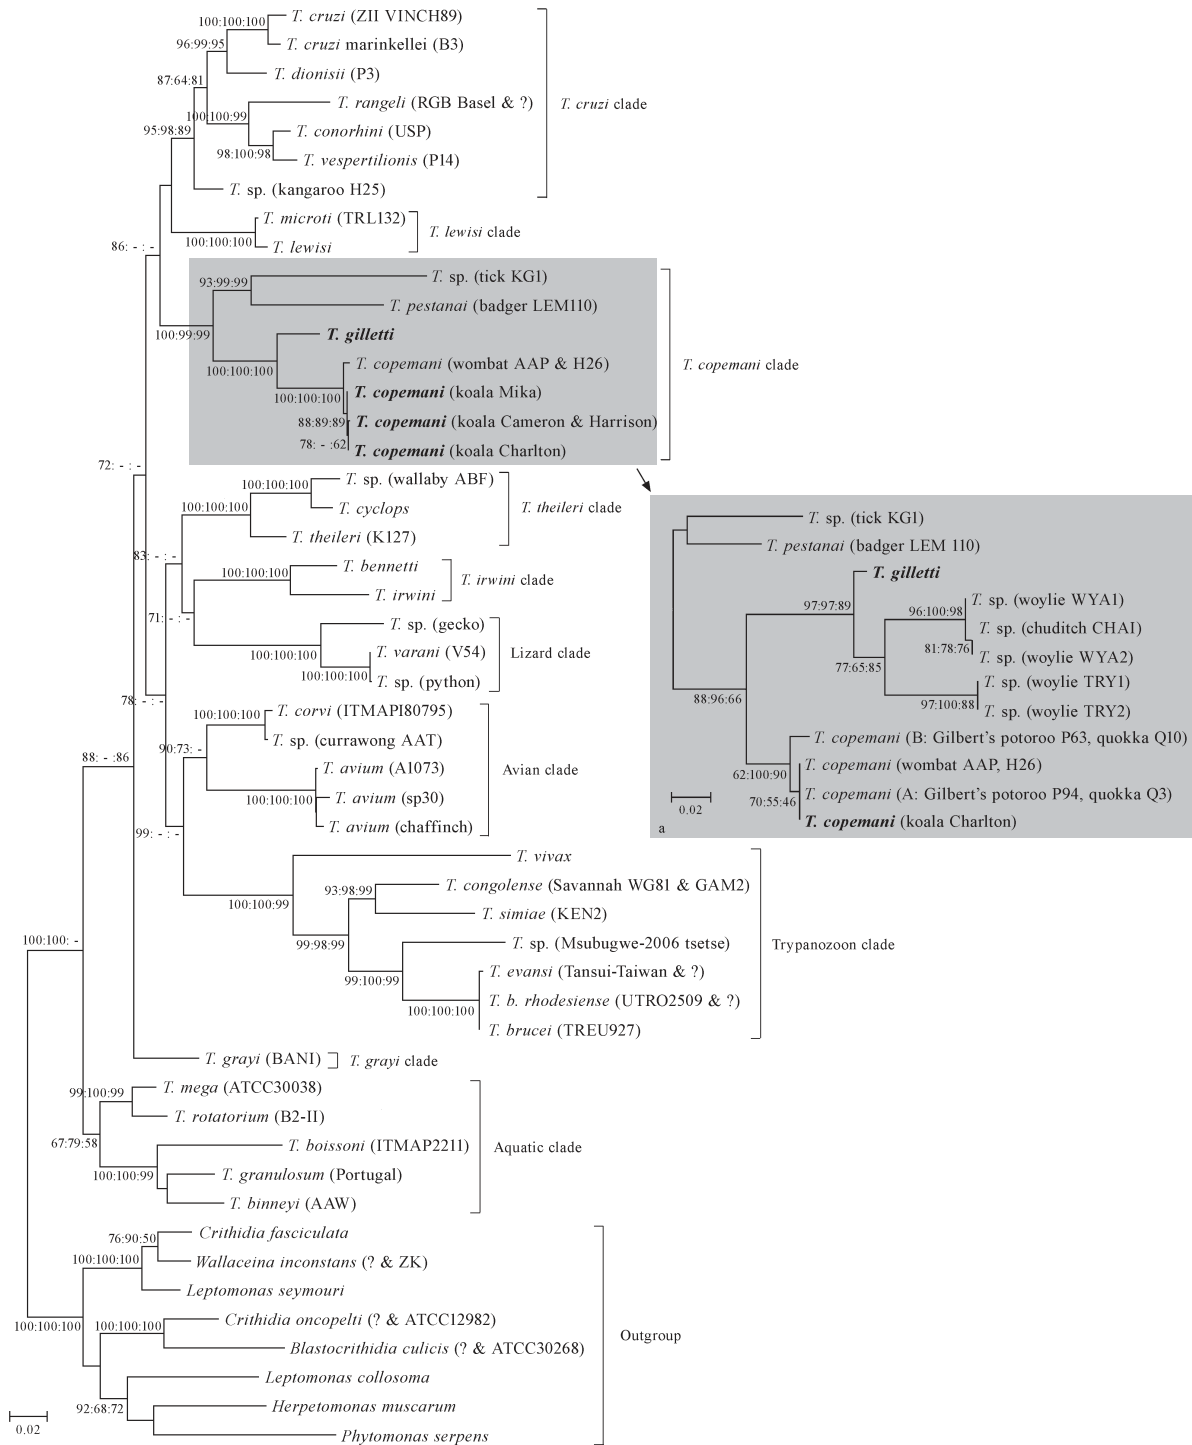 T. cruzi (ZII VINCH89)
100:100:100
T. cruzi marinkellei (B3)
96:99:95
T. dionisii (P3)
87:64:81
T. rangeli (RGB Basel & ?)
T. cruzi clade
100:100:99
T. conorhini (USP)
95:98:89
98:100:98
T. vespertilionis (P14)
T. sp. (kangaroo H25)
T. microti (TRL132)
T. lewisi clade
100:100:100
T. lewisi
86: - : -
T. sp. (tick KG1)
93:99:99
T. pestanai (badger LEM110)
100:99:99
T. gilletti
T. copemani (wombat AAP & H26)
T. copemani clade
100:100:100
T. copemani (koala Mika)
100:100:100
T. copemani (koala Cameron & Harrison)
88:89:89
78: - :62
T. copemani (koala Charlton)
72: - : -
T. sp. (wallaby ABF)
100:100:100
T. cyclops
T. theileri clade
100:100:100
T. theileri (K127)
83: - : -
T. bennetti
100:100:100
T. irwini clade
T. irwini
71: - : -
T. sp. (gecko)
T. varani (V54)
Lizard clade
100:100:100
100:100:100
T. sp. (python)
78: - : -
T. corvi (ITMAPI80795)
100:100:100
T. sp. (currawong AAT)
90:73: -
88: - :86
T. avium (A1073)
Avian clade
T. avium (sp30)
100:100:100
T. avium (chaffinch)
99: - : -
T. vivax
T. congolense (Savannah WG81 & GAM2)
93:98:99
100:100:99
T. simiae (KEN2)
T. sp. (Msubugwe-2006 tsetse)
Trypanozoon clade
99:98:99
T. evansi (Tansui-Taiwan & ?)
99:100:99
T. b. rhodesiense (UTRO2509 & ?)
100:100:100
T. brucei (TREU927)
100:100: -
T. grayi (BANI)
T. grayi clade
T. mega (ATCC30038)
99:100:99
T. rotatorium (B2-II)
67:79:58
T. boissoni (ITMAP2211)
Aquatic clade
T. granulosum (Portugal)
100:100:99
T. binneyi (AAW)
Crithidia fasciculata
76:90:50
Wallaceina inconstans (? & ZK)
100:100:100
Leptomonas seymouri
Crithidia oncopelti (? & ATCC12982)
100:100:100
100:100:100
Outgroup
Blastocrithidia culicis (? & ATCC30268)
Leptomonas collosoma
92:68:72
Herpetomonas muscarum
Phytomonas serpens
0.02
T. sp. (tick KG1)
T. pestanai (badger LEM 110)
T. gilletti
97:97:89
T. sp. (woylie WYA1)
96:100:98
T. sp. (chuditch CHAI)
81:78:76
T. sp. (woylie WYA2)
77:65:85
T. sp. (woylie TRY1)
97:100:88
T. sp. (woylie TRY2)
88:96:66
T. copemani (B: Gilbert's potoroo P63, quokka Q10)
T. copemani (wombat AAP, H26)
62:100:90
T. copemani (A: Gilbert's potoroo P94, quokka Q3)
70:55:46
T. copemani (koala Charlton)
0.02
a